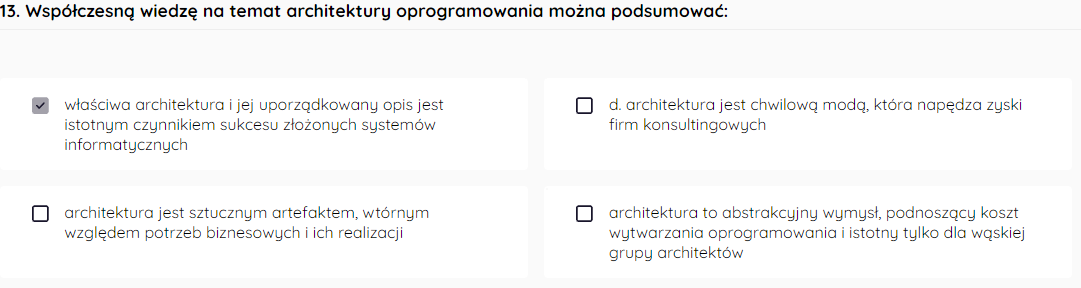 13. Współczesną wiedzę na temat architektury oprogramowania można podsumować:
właściwa architektura i jej uporządkowany opis jest
istotnym czynnikiem sukcesu złożonych systemów
informatycznych
d. architektura jest chwilową modą, która napędza zyski
firm konsultingowych
architektura jest sztucznym artefaktem, wtórnym
względem potrzeb biznesowych i ich realizacji
architektura to abstrakcyjny wymysł, podnoszący koszt
wytwarzania oprogramowania i istotny tylko dla wąskiej
grupy architektów